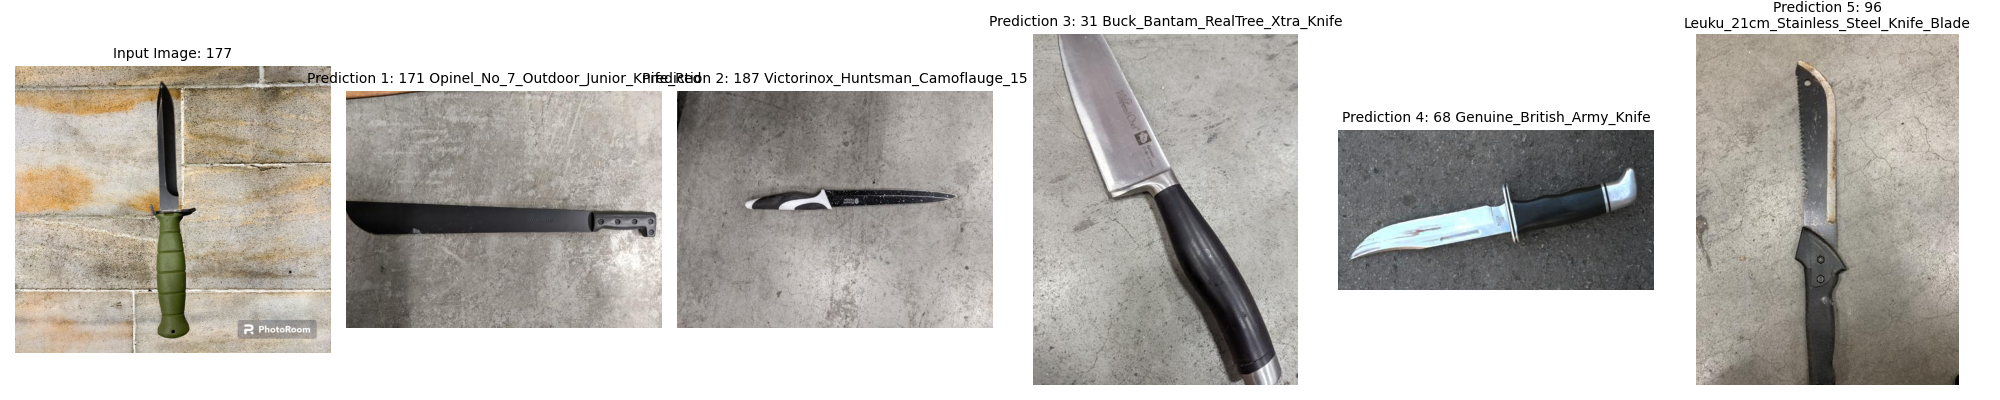 Input Image: 177
Prediction 1: 171 Opinel_No_7_Outdoor_Junior_Knife_Red
Prediction 2: 187 Victorinox_Huntsman_Camoflauge_15
Prediction 3: 31 Buck_Bantam_RealTree_Xtra_Knife
Prediction 4: 68 Genuine_British_Army_Knife
Prediction 5: 96
Leuku_21cm_Stainless_Steel_Knife_Blade
PhotoRoom